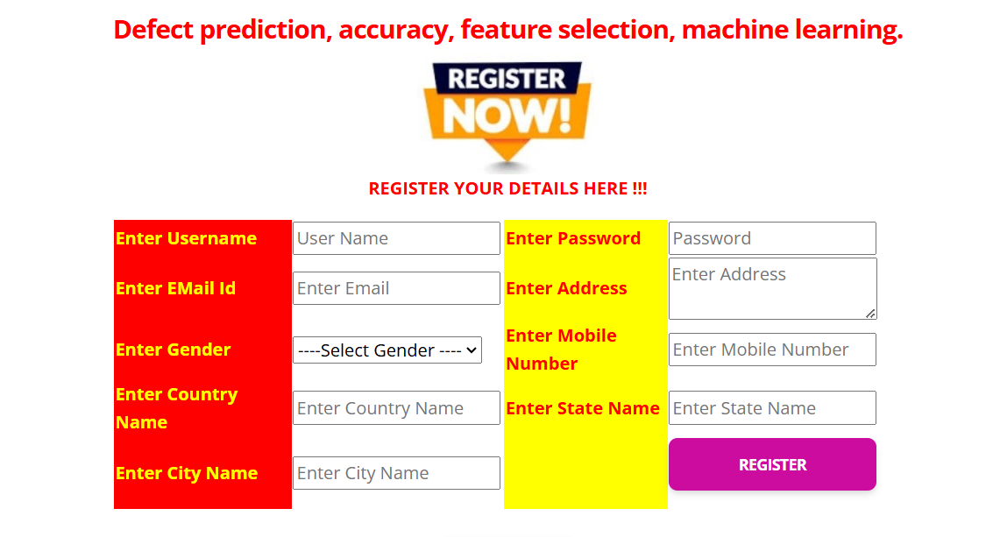 Defect prediction, accuracy, feature selection, machine learning.
REGISTER
NOW!
REGISTER YOUR DETAILS HERE !!!
Enter Username
User Name
Enter Password
Password
Enter EMail Id
Enter Email
Enter Address
Enter Address
Enter Gender
----Select Gender ----
Enter Mobile
Number
Enter Mobile Number
Enter Country
Name
Enter Country Name
Enter State Name
Enter State Name
Enter City Name
Enter City Name
REGISTER